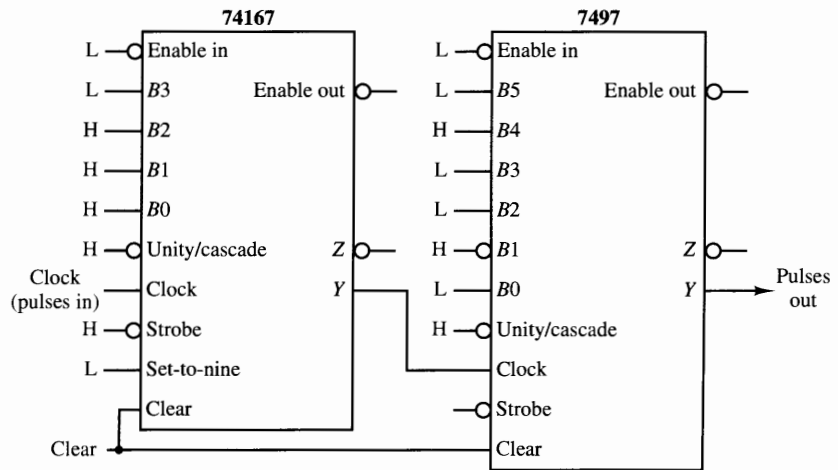 74167
7497
L Enable in
L B3 Enable out
H B2
H B1
H B0
H Unity/cascade Z
Clock
(pulses in)
Clock Y
H Strobe
L Set-to-nine
Clear
Clear
L Enable in
L B5 Enable out
H B4
L B3
L B2
H B1 Z
L B0 Y
Pulses
out
H Unity/cascade
Clock
Strobe
Clear